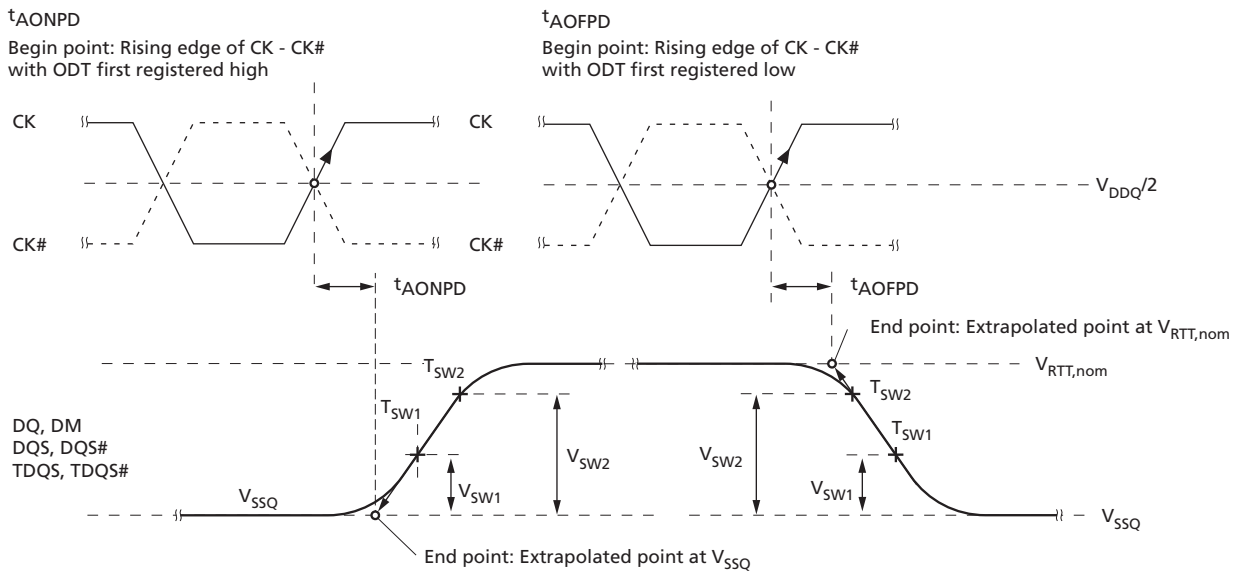 tAONPD
Begin point: Rising edge of CK - CK#
with ODT first registered high
tAOFPD
Begin point: Rising edge of CK - CK#
with ODT first registered low
CK
CK
VDDQ/2
CK#
CK#
tAONPD
tAOFPD
End point: Extrapolated point at VRTT,nom
TSW2
VRTT,nom
TSW2
TSW1
TSW1
DQ, DM
DQS, DQS#
TDQS, TDQS#
VSW2
VSW2
VSW1
VSW1
VSSQ
VSSQ
End point: Extrapolated point at VSSQ